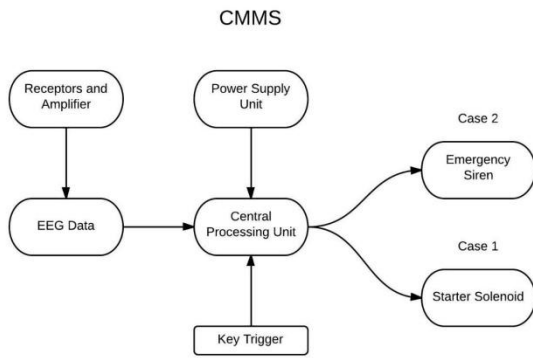 CMMS
Receptors and
Amplifier
Power Supply
Unit
Case 2
Emergency
Siren
EEG Data
Central
Processing Unit
Case 1
Starter Solenoid
Key Trigger